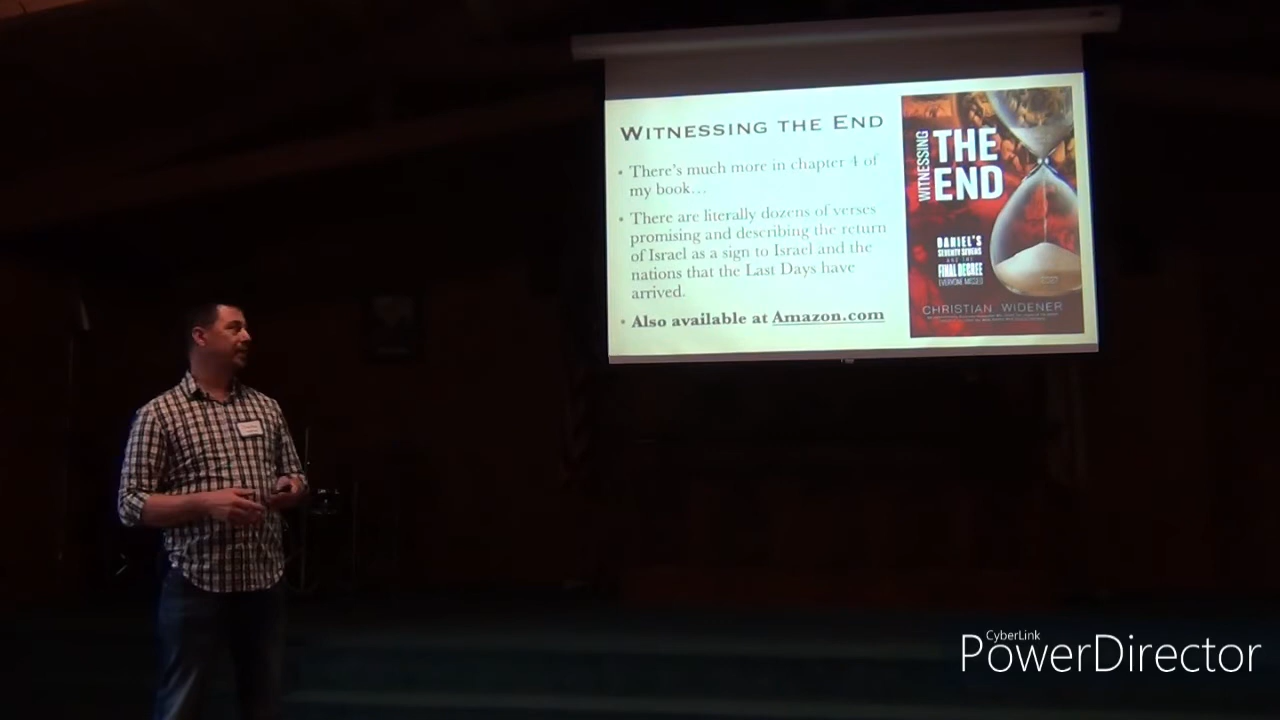 WITNESSING THE END
• There's much more in chapter 4 of
my book…
• There are literally dozens of verses
promising and describing the return
of Israel as a sign to Israel and the
nations that the Last Days have
arrived.
• Also available at Amazon.com
WITNESSING
THE
END
DANIEL'S
SEVENTY SEVENS
AND THE
FINAL DECREE
EVERYONE MISSED
CHRISTIAN WIDENER
CyberLink
PowerDirector